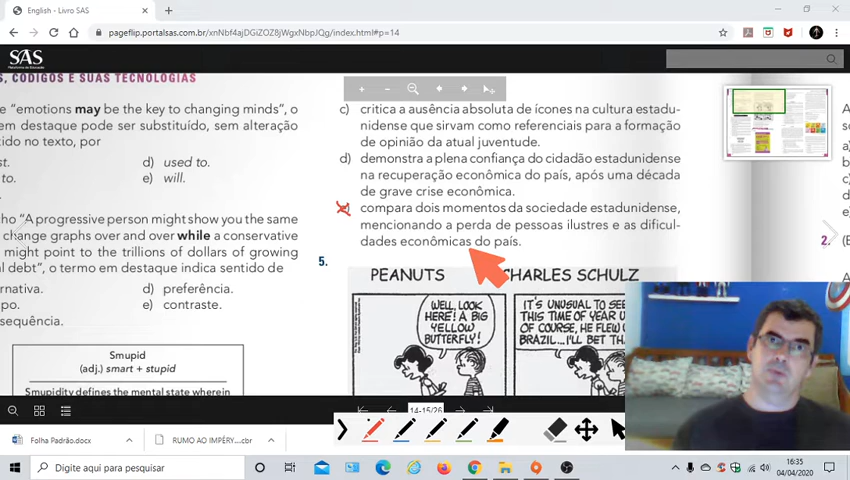 English - Livro SAS
pageflip.portalsas.com.br/xnNbf4ajDGiZOZ8jWgxNbpJQg/index.html#p=14
SAS
Plataforma de Educação
S, CÓDIGOS E SUAS TECNOLOGIAS
e "emotions may be the key to changing minds", o
em destaque pode ser substituído, sem alteração
tido no texto, por
st.
d) used to.
to.
e) will.
ho "A progressive person might show you the same
change graphs over and over while a conservative
might point to the trillions of dollars of growing
al debt", o termo em destaque indica sentido de
rnativa.
d) preferência.
po.
e) contraste.
sequência.
Smupid
(adj.) smart + stupid
Smupidity defines the mental state wherein
c) critica a ausência absoluta de ícones na cultura estadu-
nidense que sirvam como referenciais para a formação
de opinião da atual juventude.
d) demonstra a plena confiança do cidadão estadunidense
na recuperação econômica do país, após uma década
de grave crise econômica.
compara dois momentos da sociedade estadunidense,
mencionando a perda de pessoas ilustres e as dificul-
dades econômicas do país.
5.
PEANUTS
CHARLES SCHULZ
WELL, LOOK
HERE! A BIG
YELLOW
BUTTERFLY!
IT'S UNUSUAL TO SEE
THIS TIME OF YEAR U
OF COURSE, HE FLEW U
BRAZIL...I'LL BET THA
2.
14-15/26
Folha Padrão.docx
RUMO AO IMPÉRY....cbr
Digite aqui para pesquisar
16:35
04/04/2020